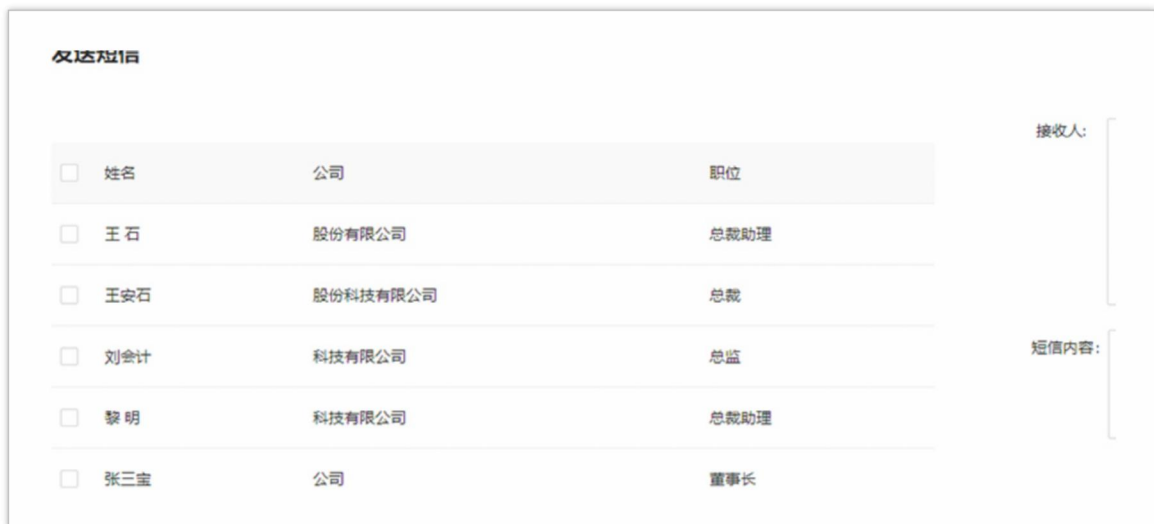 发送短信
接收人:
姓名 公司 职位
王 石 股份有限公司 总裁助理
王安石 股份科技有限公司 总裁
刘会计 科技有限公司 总监
短信内容:
黎 明 科技有限公司 总裁助理
张三宝 公司 董事长